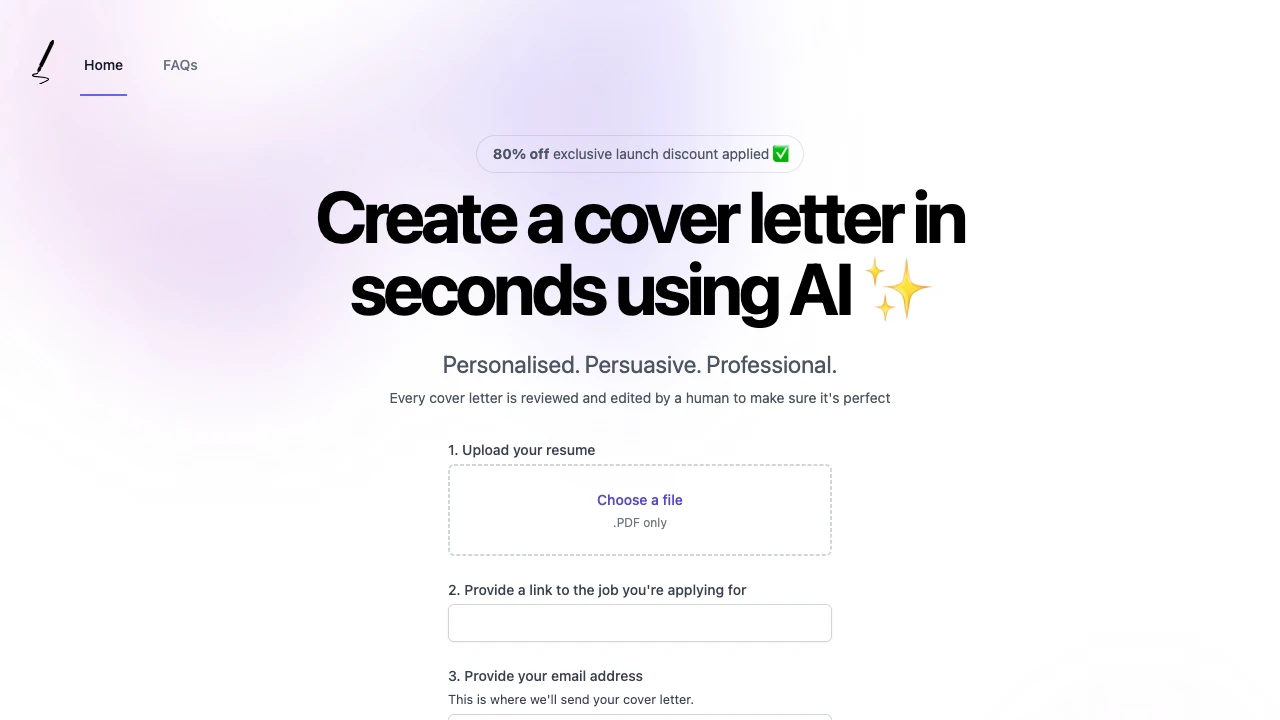 Home
FAQs
80% off exclusive launch discount applied ✅
Create a cover letter in
seconds using AI ✨
Personalised. Persuasive. Professional.
Every cover letter is reviewed and edited by a human to make sure it's perfect
1. Upload your resume
Choose a file
.PDF only
2. Provide a link to the job you're applying for
3. Provide your email address
This is where we'll send your cover letter.